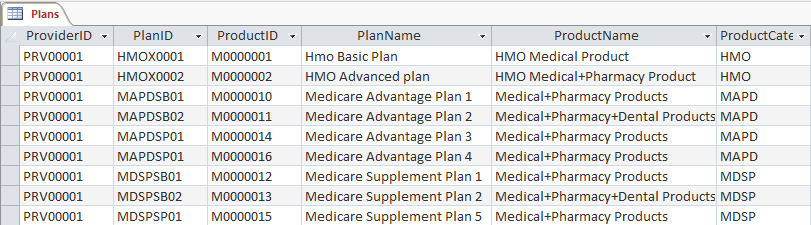 Plans
ProviderID PlanID ProductID PlanName ProductName ProductCate
PRV00001 HMOX0001 M0000001 Hmo Basic Plan HMO Medical Product HMO
PRV00001 HMOX0002 M0000002 HMO Advanced plan HMO Medical+Pharmacy Product HMO
PRV00001 MAPDSB01 M0000010 Medicare Advantage Plan 1 Medical+Pharmacy Products MAPD
PRV00001 MAPDSB02 M0000011 Medicare Advantage Plan 2 Medical+Pharmacy+Dental Products MAPD
PRV00001 MAPDSP01 M0000014 Medicare Advantage Plan 3 Medical+Pharmacy Products MAPD
PRV00001 MAPDSP01 M0000016 Medicare Advantage Plan 4 Medical+Pharmacy Products MAPD
PRV00001 MDSPSB01 M0000012 Medicare Supplement Plan 1 Medical+Pharmacy Products MDSP
PRV00001 MDSPSB02 M0000013 Medicare Supplement Plan 2 Medical+Pharmacy+Dental Products MDSP
PRV00001 MDSPSP01 M0000015 Medicare Supplement Plan 5 Medical+Pharmacy Products MDSP